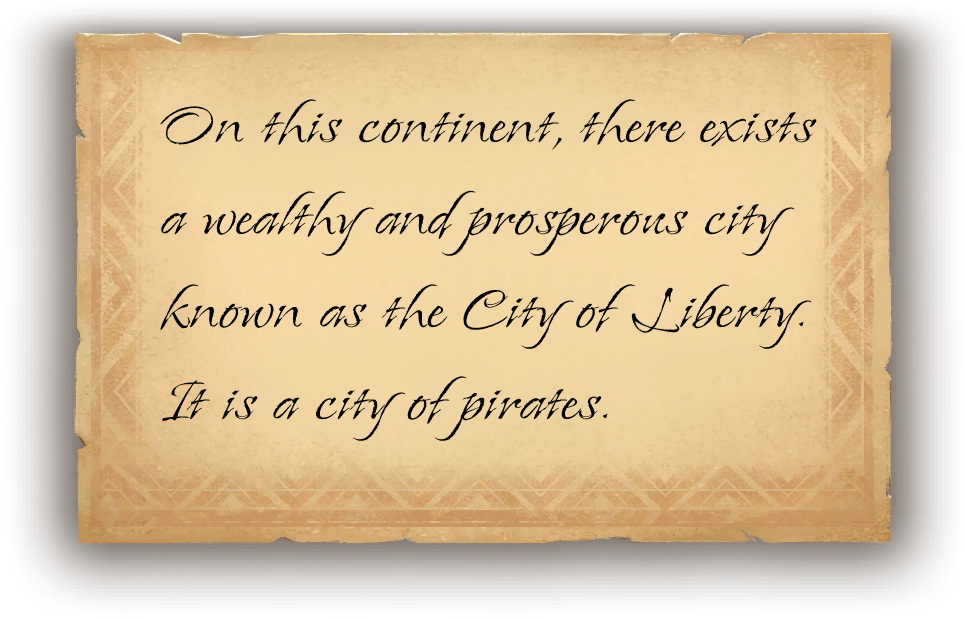 On this continent, there exists
a wealthy and prosperous city
known as the City of Liberty.
It is a city of pirates.